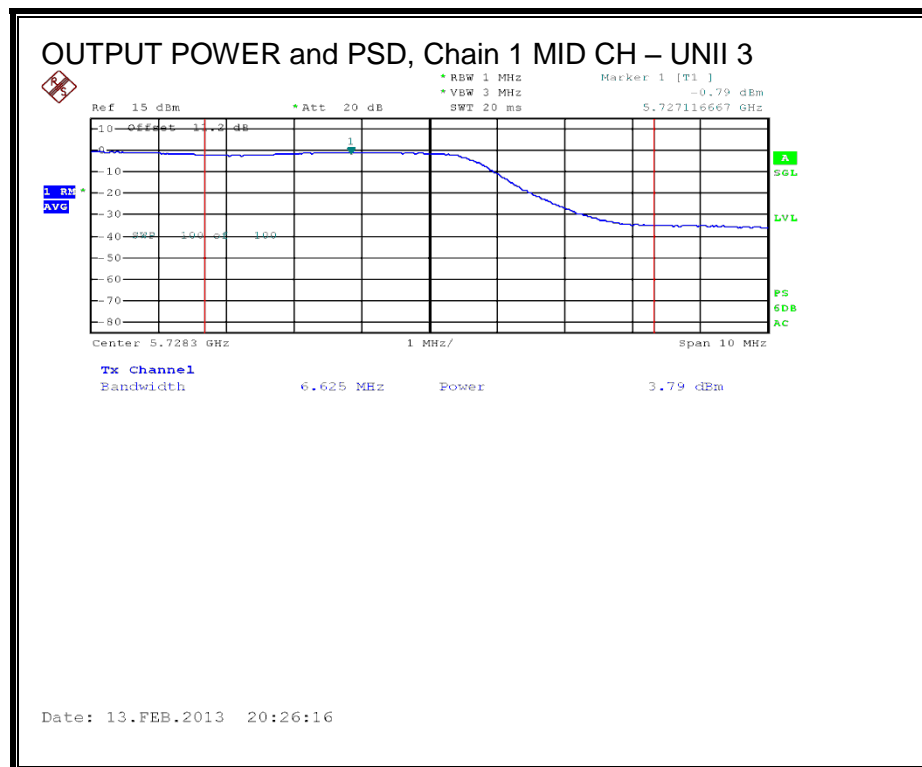 OUTPUT POWER and PSD, Chain 1 MID CH – UNII 3
R S
*RBW 1 MHz Marker 1 [T1 ]
*VBW 3 MHz -0.79 dBm
Ref 15 dBm *Att 20 dB SWT 20 ms 5.727116667 GHz
10 Offset 11.2 dB
1
0
A
-10
SGL
1 RM * -20
AVG
-30
LVL
-40 SWP 100 of 100
-50
-60
PS
-70
6DB
-80
AC
Center 5.7283 GHz 1 MHz/ Span 10 MHz
Tx Channel
Bandwidth 6.625 MHz Power 3.79 dBm
Date: 13.FEB.2013 20:26:16